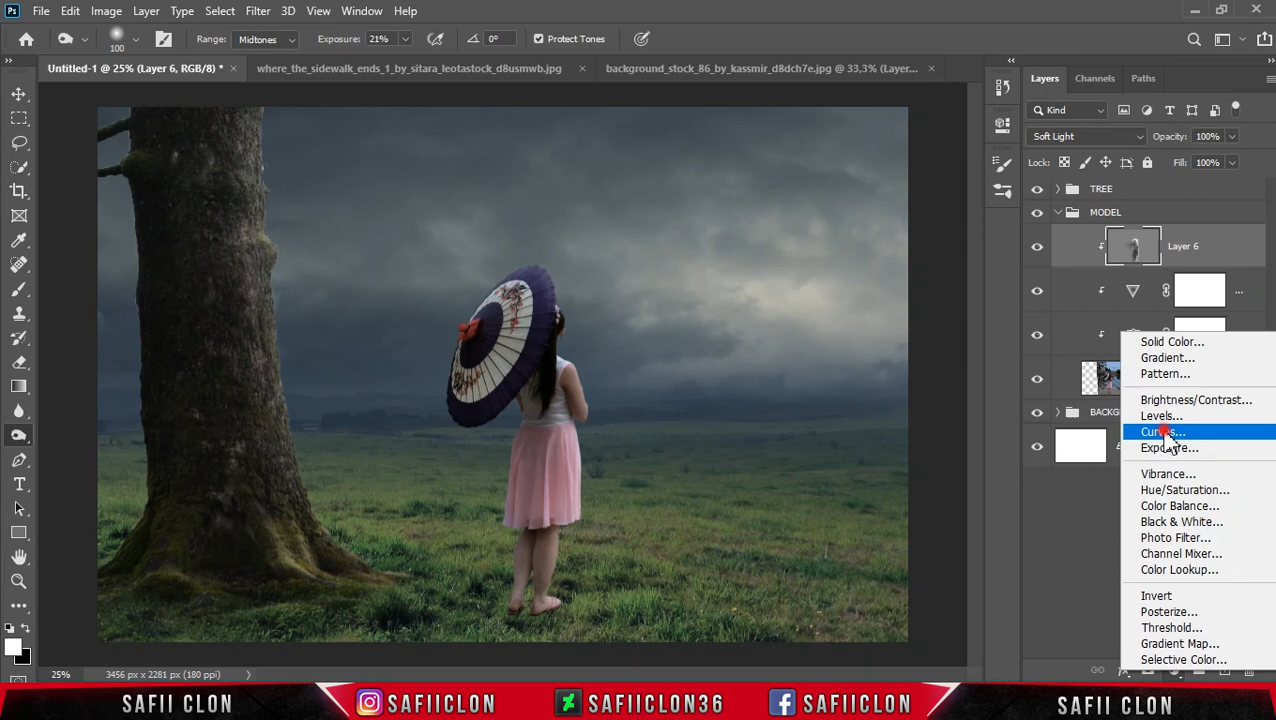 Ps File Edit Image Layer Type Select Filter 3D View Window Help
100 Range: Midtones Exposure: 21% 0° Protect Tones
Untitled-1 @ 25% (Layer 6, RGB/8) * where_the_sidewalk_ends_1_by_sitara_leotastock_d8usmwb.jpg background_stock_86_by_kassmir_d8dch7e.jpg @ 33,3% (Layer...
Layers Channels Paths
Kind
Soft Light Opacity: 100%
Lock: Fill: 100%
TREE
MODEL
Layer 6
...
Solid Color...
Gradient...
Pattern...
Brightness/Contrast...
Levels...
BACKG
Curves...
Exposure...
Vibrance...
Hue/Saturation...
Color Balance...
Black & White...
Photo Filter...
Channel Mixer...
Color Lookup...
Invert
Posterize...
Threshold...
Gradient Map...
Selective Color...
25% 3456 px x 2281 px (180 ppi)
SAFII CLON SAFIICLON SAFIICLON36 SAFIICLON SAFII CLON